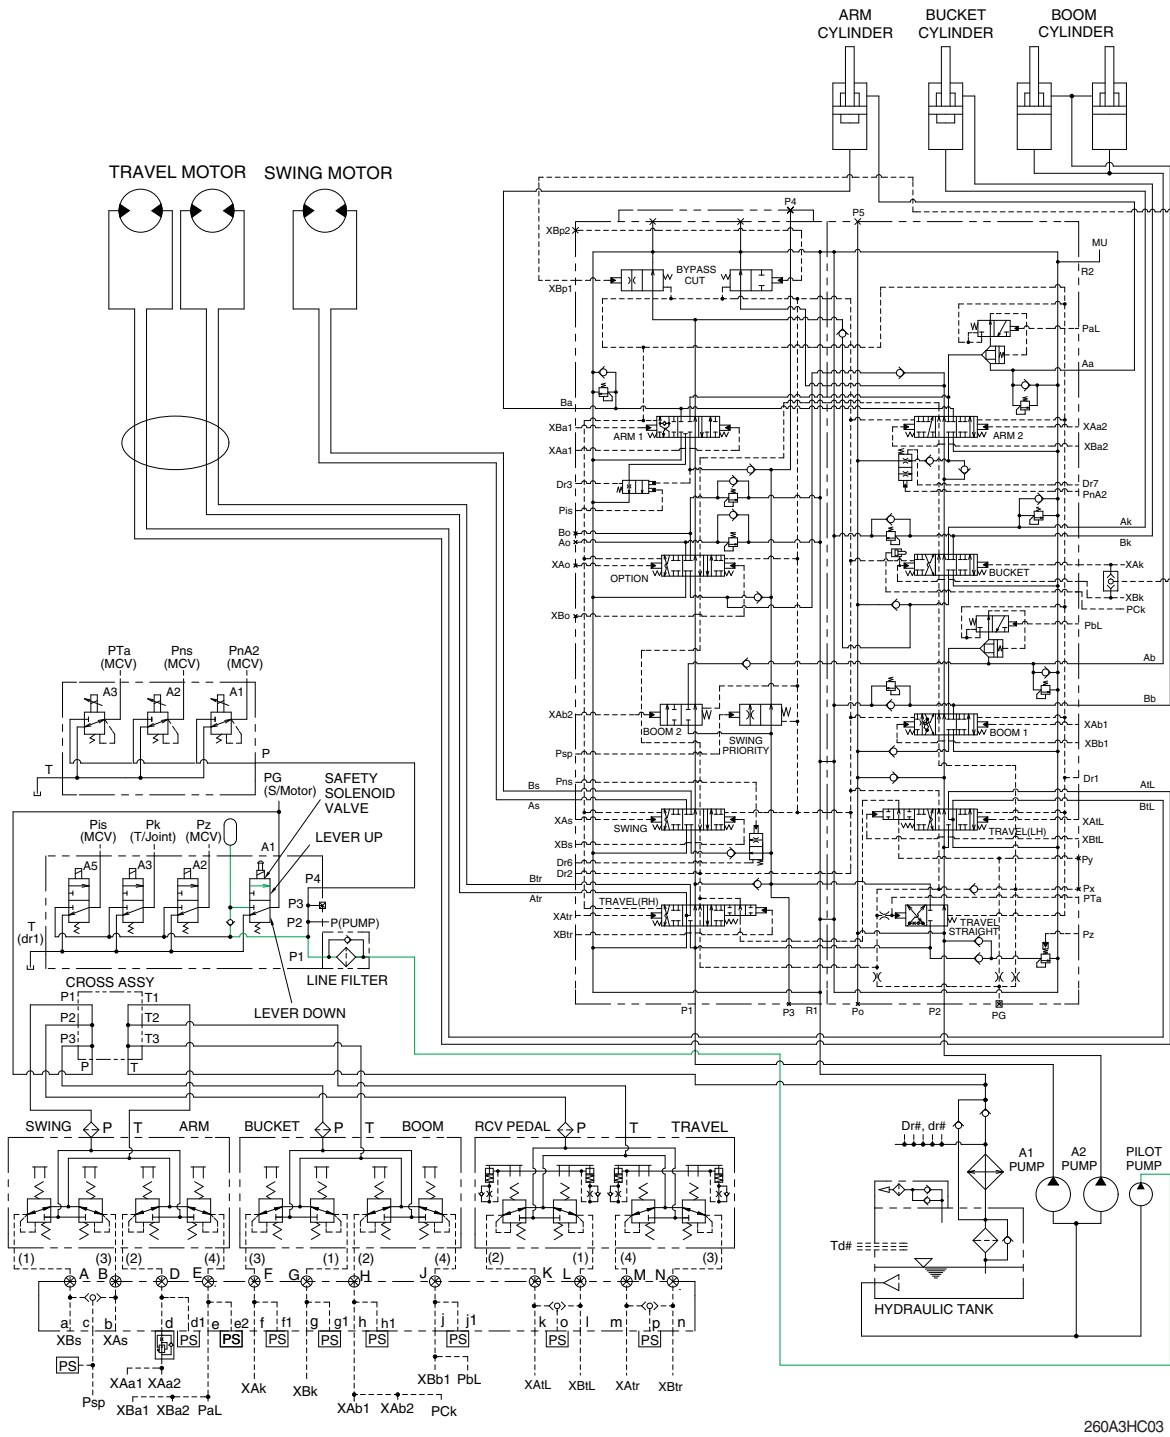 ARM CYLINDER
BUCKET CYLINDER
BOOM CYLINDER
TRAVEL MOTOR
SWING MOTOR
P4
P5
XBp2
BYPASS CUT
XBp1
MU
R2
PaL
Aa
Ba
XBa1
ARM 1
XAa1
ARM 2
XAa2
XBa2
Dr3
Pis
Dr7
PnA2
Bo
Ao
Ak
Bk
XAo
OPTION
BUCKET
XAk
XBk
PCk
XBo
PbL
Ab
Bb
XAb2
BOOM 2
SWING PRIORITY
BOOM 1
XAb1
XBb1
Psp
Pns
Dr1
Bs
As
AtL
BtL
XAs
SWING
TRAVEL(LH)
XAtL
XBtL
XBs
Dr6
Dr2
Py
Btr
Atr
Px
PTa
TRAVEL(RH)
XAtr
XBtr
TRAVEL STRAIGHT
Pz
P1
P3
R1
Po
P2
PG
PTa (MCV)
Pns (MCV)
PnA2 (MCV)
A3
A2
A1
P
T
PG (S/Motor)
SAFETY SOLENOID VALVE
LEVER UP
Pis (MCV)
Pk (T/Joint)
Pz (MCV)
A5
A3
A2
A1
P4
P3
P2
P(PUMP)
P1
T (dr1)
LINE FILTER
LEVER DOWN
CROSS ASSY
P1
T1
P2
T2
P3
T3
P
T
SWING
P
T
ARM
BUCKET
P
T
BOOM
RCV PEDAL
P
T
TRAVEL
Dr#, dr#
A1 PUMP
A2 PUMP
PILOT PUMP
Td#
HYDRAULIC TANK
(1)
(3)
(2)
(4)
(3)
(1)
(2)
(4)
(2)
(1)
(4)
(3)
A
B
D
E
F
G
H
J
K
L
M
N
a
c
b
d
d1
e
e2
f
f1
g
g1
h
h1
j
j1
k
o
l
m
p
n
XBs
XAs
PS
PS
PS
PS
PS
PS
PS
PS
PS
PS
Psp
XAa1
XAa2
XBa1
XBa2
PaL
XAk
XBk
XAb1
XAb2
PCk
XBb1
PbL
XAtL
XBtL
XAtr
XBtr
260A3HC03